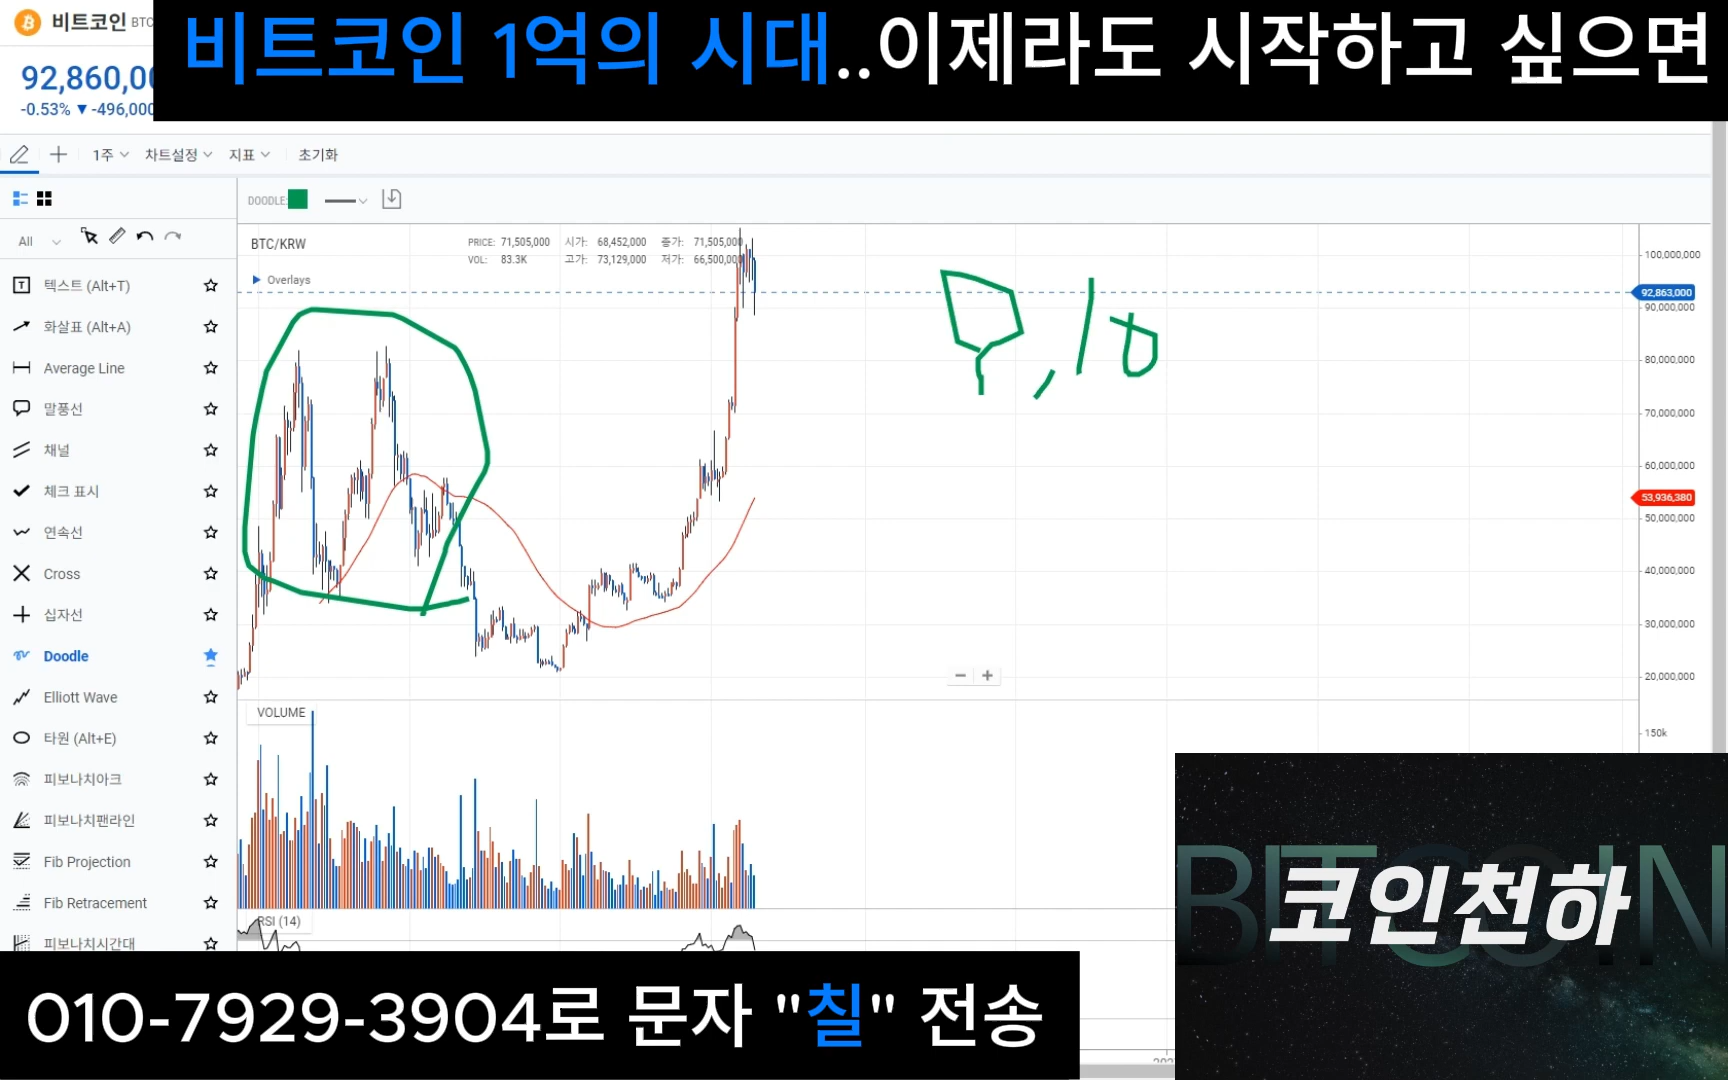 비트코인 BTC
비트코인 1억의 시대..이제라도 시작하고 싶으면
92,860,00
-0.53% ▼ -496,000
1주 차트설정 지표 초기화
DOODLE:
All
BTC/KRW
PRICE: 71,505,000 시가: 68,452,000 종가: 71,505,000
VOL: 83.3K 고가: 73,129,000 저가: 66,500,000
Overlays
텍스트 (Alt+T)
화살표 (Alt+A)
Average Line
말풍선
채널
체크 표시
연속선
Cross
십자선
Doodle
Elliott Wave
타원 (Alt+E)
피보나치아크
피보나치팬라인
Fib Projection
Fib Retracement
피보나치시간대
100,000,000
92,863,000
90,000,000
80,000,000
70,000,000
60,000,000
53,936,380
50,000,000
40,000,000
30,000,000
20,000,000
VOLUME
150k
RSI (14)
BITCOIN
코인천하
010-7929-3904로 문자 "칠" 전송